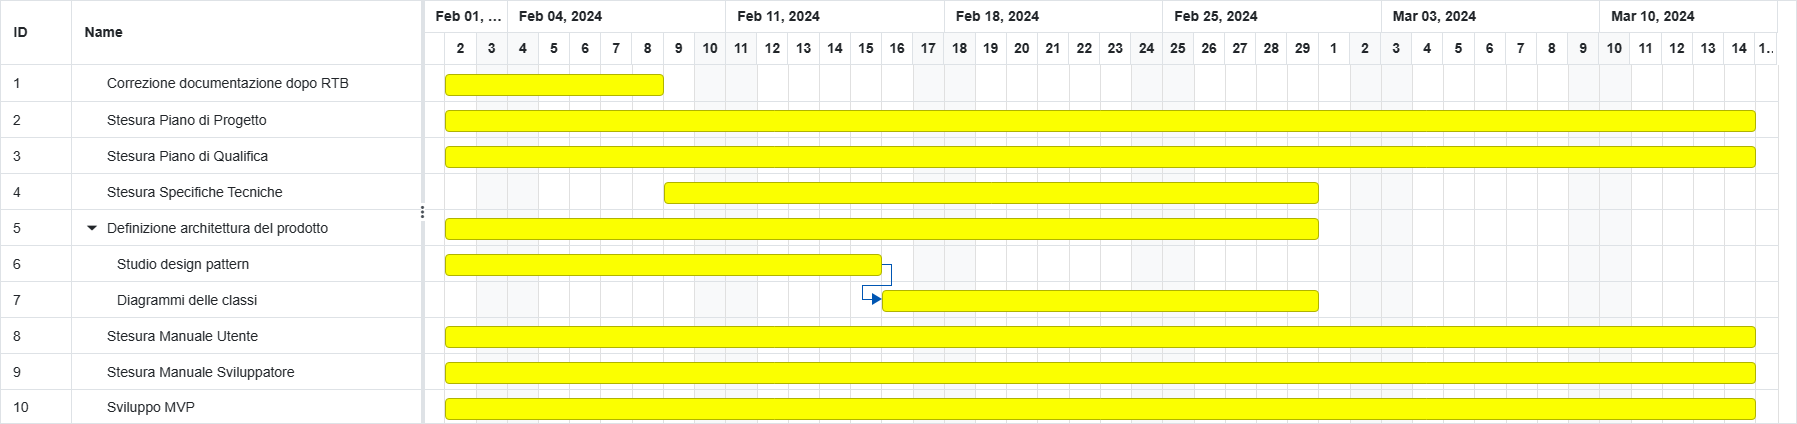 ID Name Feb 01, ... Feb 04, 2024 Feb 11, 2024 Feb 18, 2024 Feb 25, 2024 Mar 03, 2024 Mar 10, 2024
2 3 4 5 6 7 8 9 10 11 12 13 14 15 16 17 18 19 20 21 22 23 24 25 26 27 28 29 1 2 3 4 5 6 7 8 9 10 11 12 13 14 1...
1 Correzione documentazione dopo RTB
2 Stesura Piano di Progetto
3 Stesura Piano di Qualifica
4 Stesura Specifiche Tecniche
5 Definizione architettura del prodotto
6 Studio design pattern
7 Diagrammi delle classi
8 Stesura Manuale Utente
9 Stesura Manuale Sviluppatore
10 Sviluppo MVP